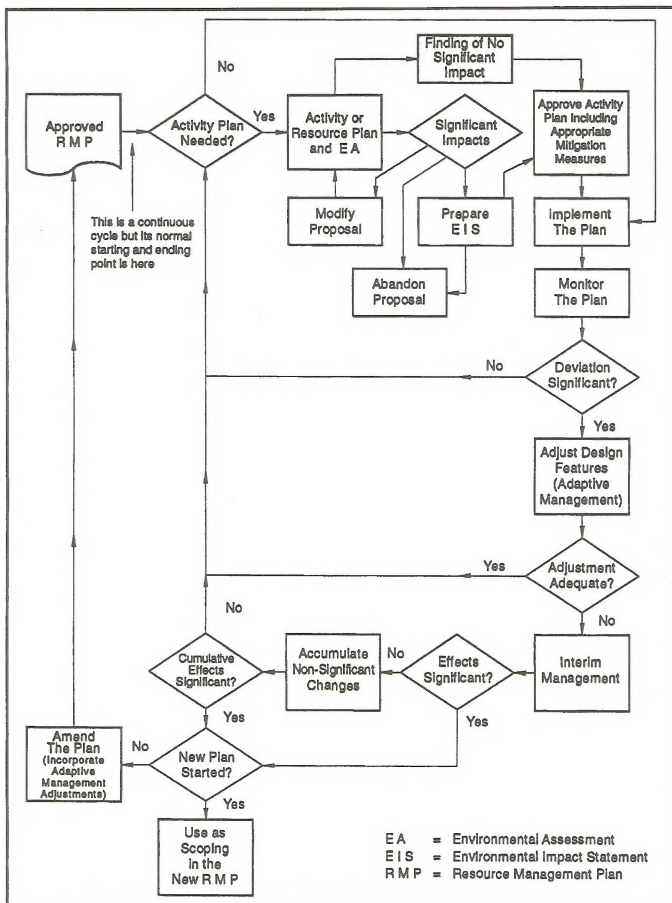 No
Finding of No
Significant
Impact
Approved
R M P
Activity Plan
Needed?
Yes
Activity or
Resource Plan
and E A
Significant
Impacts
Approve Activity
Plan Including
Appropriate
Mitigation
Measures
This is a continuous
cycle but its normal
starting and ending
point is here
Modify
Proposal
Prepare
E I S
Implement
The Plan
Abandon
Proposal
Monitor
The Plan
No
Deviation
Significant?
Yes
Adjust Design
Features
(Adaptive
Management)
Yes
Adjustment
Adequate?
No
No
Cumulative
Effects
Significant?
Accumulate
Non-Significant
Changes
No
Effects
Significant?
Interim
Management
Yes
Yes
Amend
The Plan
(Incorporate
Adaptive
Management
Adjustments)
No
New Plan
Started?
Yes
Use as
Scoping
in the
New R M P
E A = Environmental Assessment
E I S = Environmental Impact Statement
R M P = Resource Management Plan